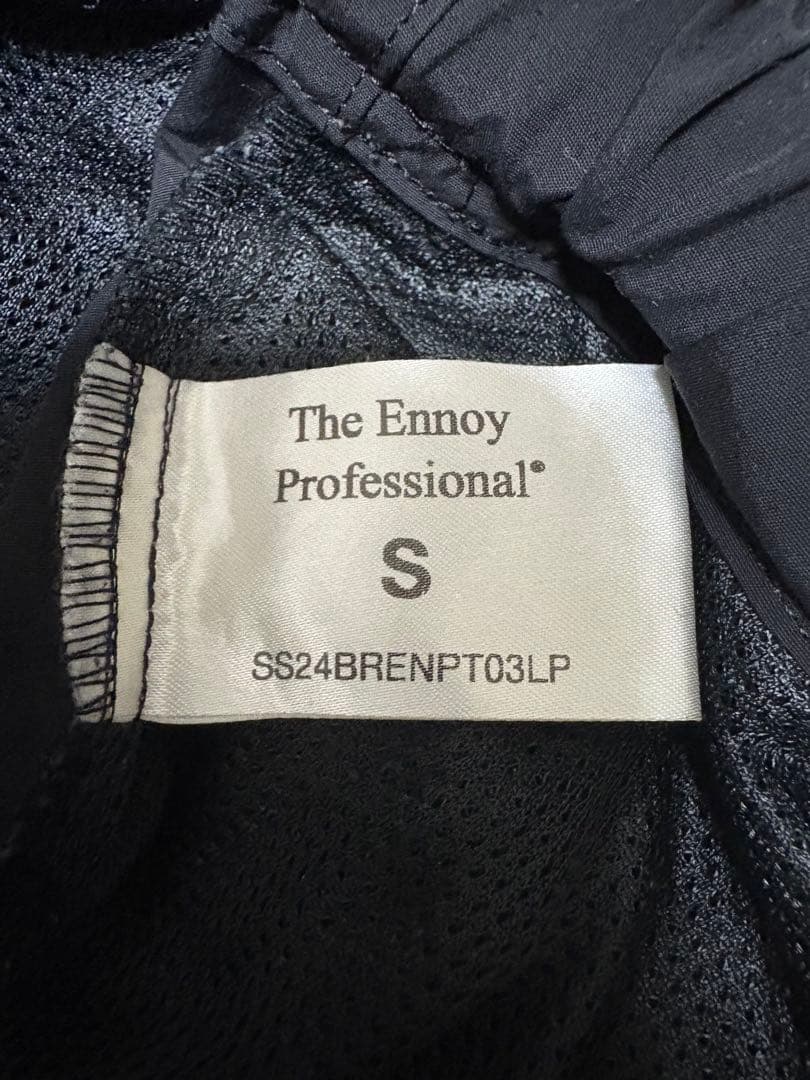 The Ennoy
Professional®
S
SS24BRENPT03LP